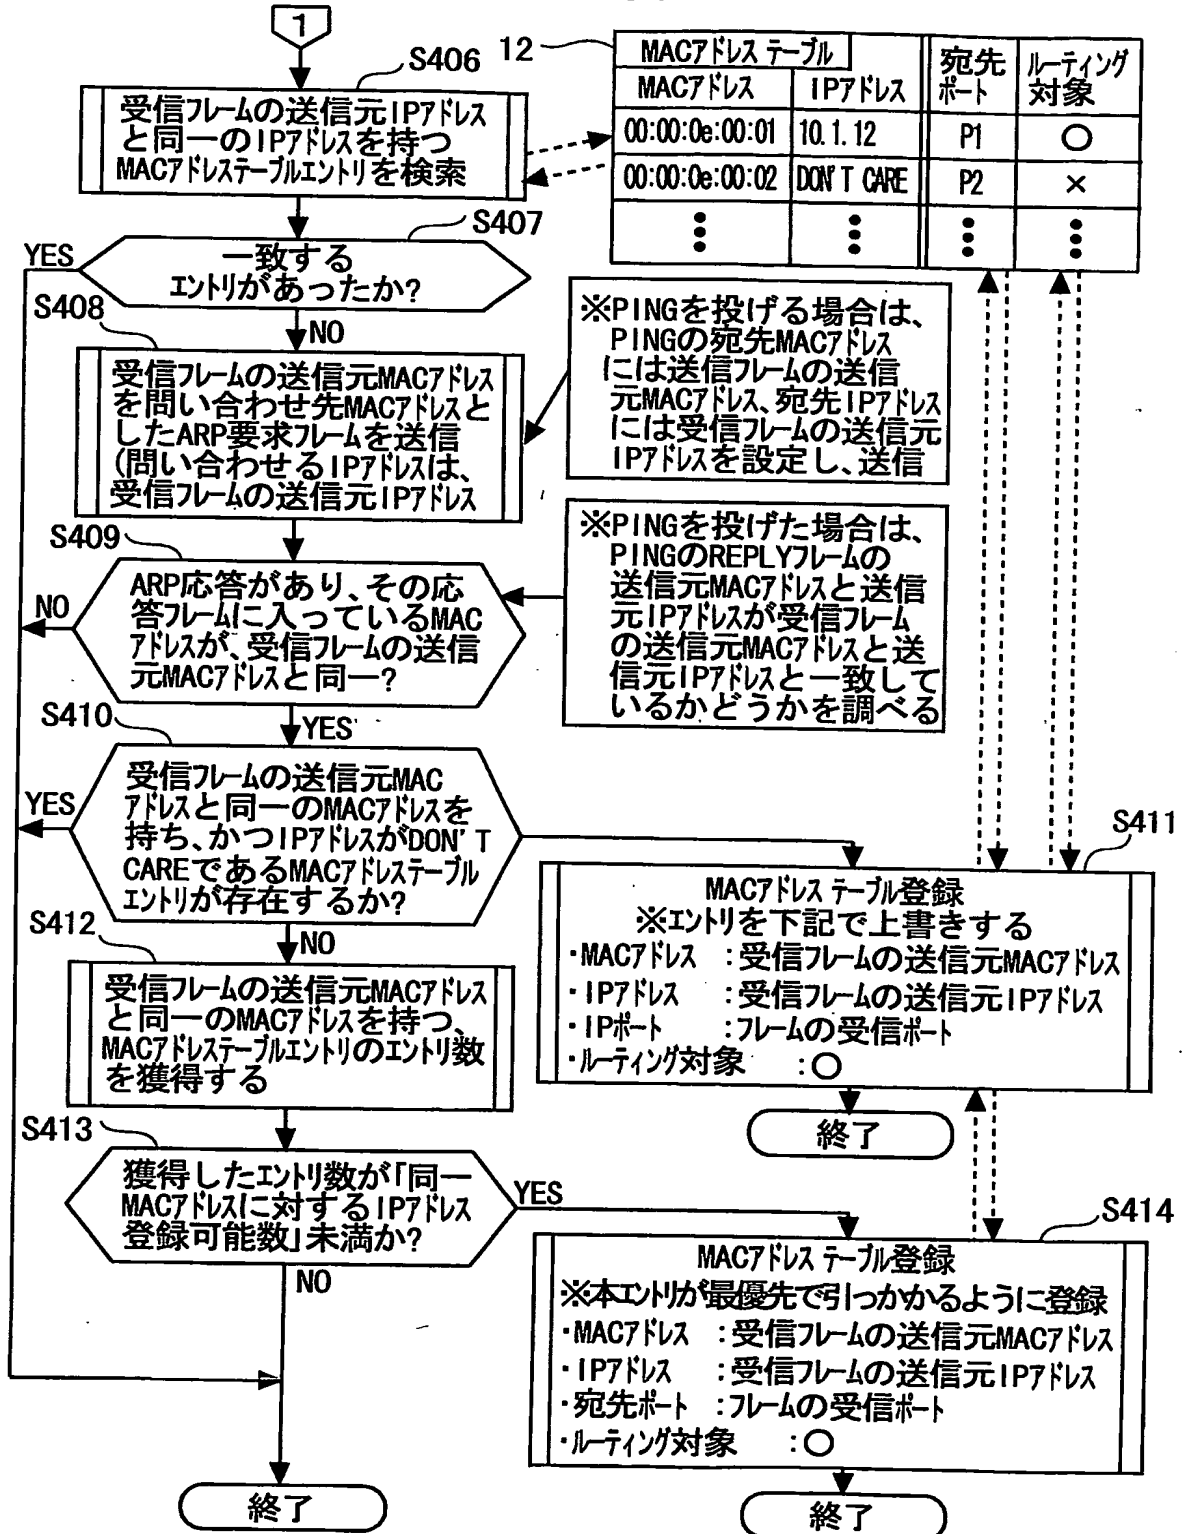 1
S406
受信フレームの送信元IPアドレス
と同一のIPアドレスを持つ
MACアドレステーブルエントリを検索
12
MACアドレス テーブル
MACアドレス
IPアドレス
宛先
ポート
ルーティング
対象
00:00:0e:00:01
10.1.12
P1
○
00:00:0e:00:02
DON'T CARE
P2
×
S407
YES
一致する
エントリがあったか?
NO
S408
受信フレームの送信元MACアドレス
を問い合わせ先MACアドレスと
したARP要求フレームを送信
(問い合わせるIPアドレスは、
受信フレームの送信元IPアドレス
※PINGを投げる場合は、
PINGの宛先MACアドレス
には送信フレームの送信
元MACアドレス、宛先IPアドレス
には受信フレームの送信元
IPアドレスを設定し、送信
S409
ARP応答があり、その応
答フレームに入っているMAC
アドレスが、受信フレームの送信
元MACアドレスと同一?
NO
YES
※PINGを投げた場合は、
PINGのREPLYフレームの
送信元MACアドレスと送信
元IPアドレスが受信フレーム
の送信元MACアドレスと送
信元IPアドレスと一致して
いるかどうかを調べる
S410
受信フレームの送信元MAC
アドレスと同一のMACアドレスを
持ち、かつIPアドレスがDON'T
CAREであるMACアドレステーブル
エントリが存在するか?
YES
NO
S411
MACアドレス テーブル登録
※エントリを下記で上書きする
・MACアドレス :受信フレームの送信元MACアドレス
・IPアドレス :受信フレームの送信元IPアドレス
・IPポート :フレームの受信ポート
・ルーティング対象 :○
終了
S412
受信フレームの送信元MACアドレス
と同一のMACアドレスを持つ、
MACアドレステーブルエントリのエントリ数
を獲得する
S413
獲得したエントリ数が「同一
MACアドレスに対するIPアドレス
登録可能数」未満か?
YES
NO
S414
MACアドレス テーブル登録
※本エントリが最優先で引っかかるように登録
・MACアドレス :受信フレームの送信元MACアドレス
・IPアドレス :受信フレームの送信元IPアドレス
・宛先ポート :フレームの受信ポート
・ルーティング対象 :○
終了
終了